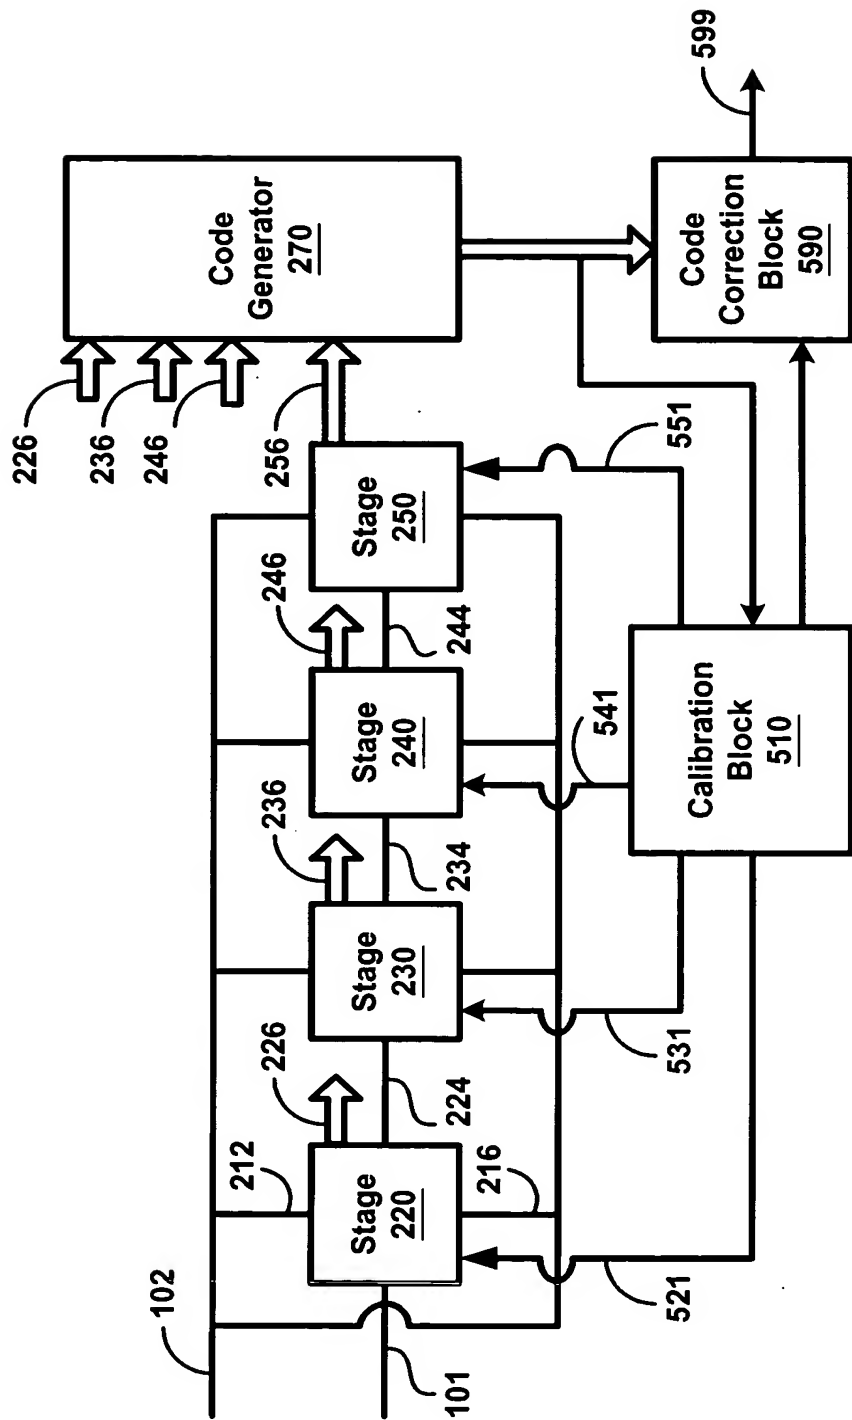 102
101
212
Stage
220
216
226
224
521
Stage
230
236
234
531
Stage
240
246
244
541
Stage
250
256
551
226
236
246
Code
Generator
270
Calibration
Block
510
Code
Correction
Block
590
599